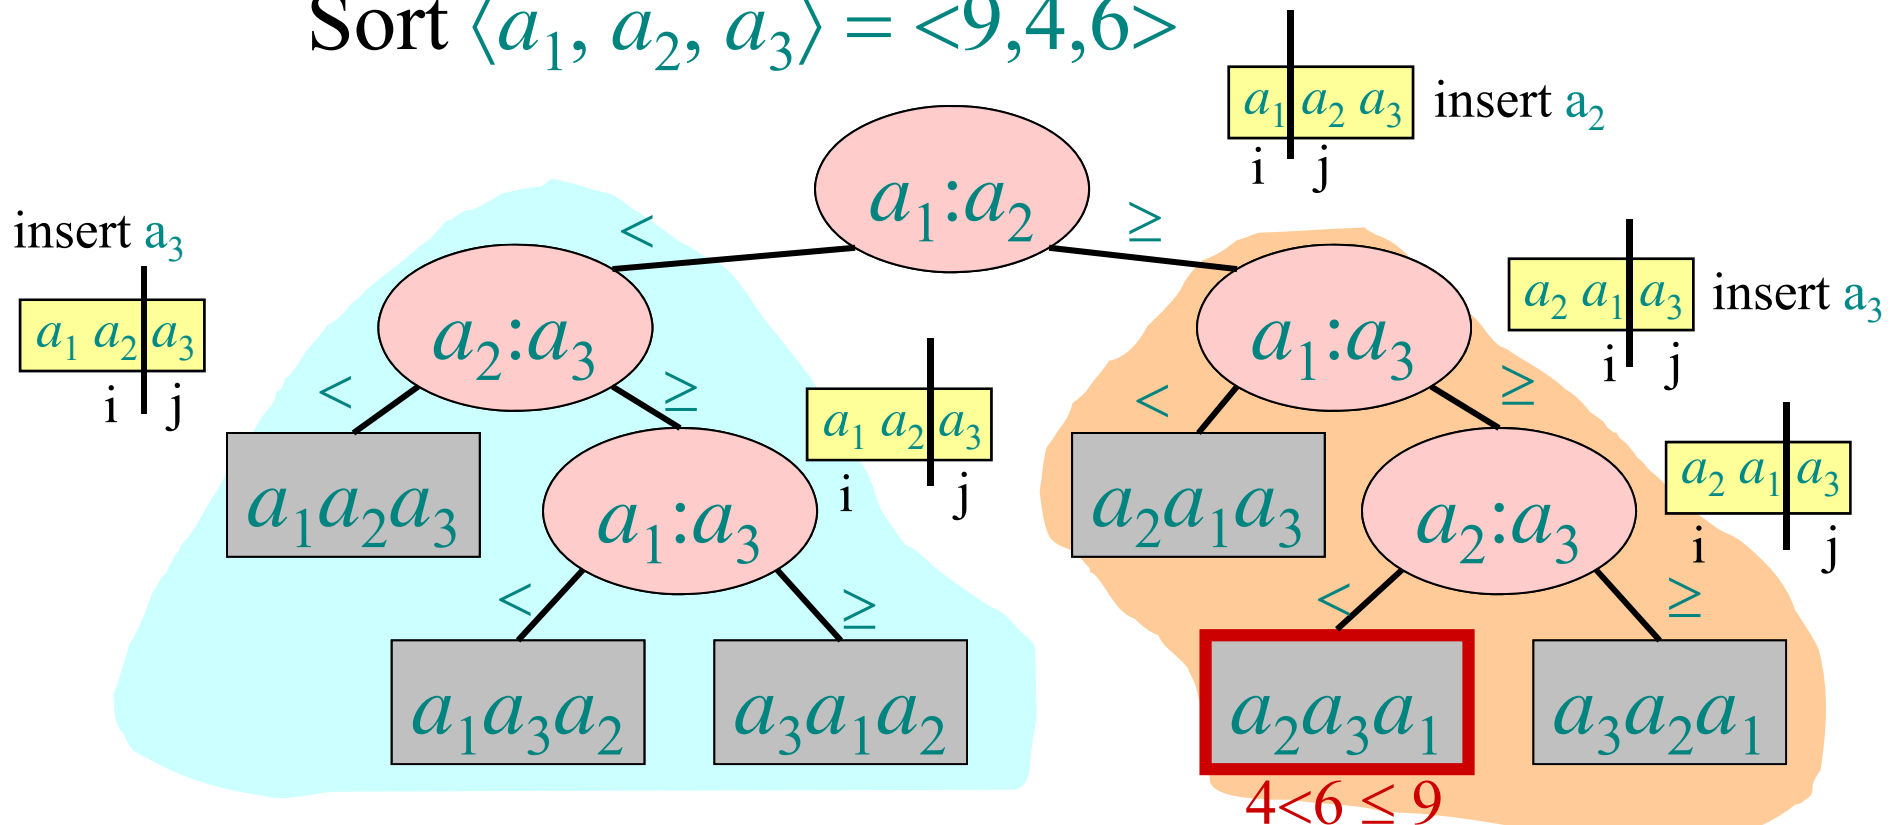 Sort ⟨a₁, a₂, a₃⟩ = <9,4,6>
a₁ a₂ a₃ insert a₂
i j
a₁:a₂
< ≥
insert a₃
a₁ a₂ a₃
i j
a₂:a₃
< ≥
a₁:a₃
< ≥
a₂ a₁ a₃ insert a₃
i j
a₁a₂a₃
a₁:a₃
< ≥
a₁ a₂ a₃
i j
a₂a₁a₃
a₂:a₃
< ≥
a₂ a₁ a₃
i j
a₁a₃a₂
a₃a₁a₂
a₂a₃a₁
a₃a₂a₁
4<6 ≤ 9